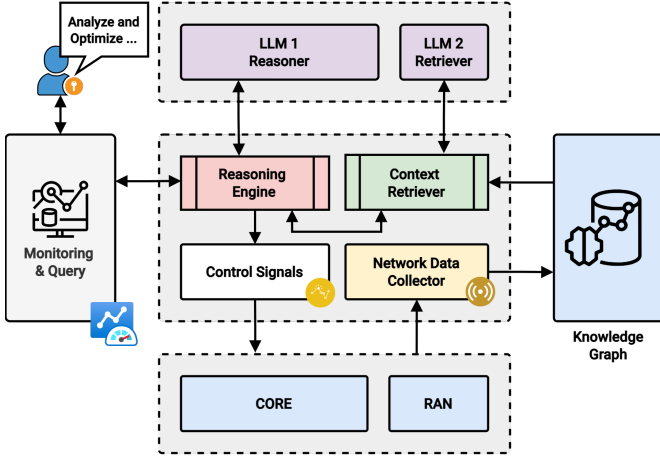 Analyze and
Optimize ...
LLM 1
Reasoner
LLM 2
Retriever
Reasoning
Engine
Context
Retriever
Monitoring
& Query
Control Signals
Network Data
Collector
Knowledge
Graph
CORE
RAN